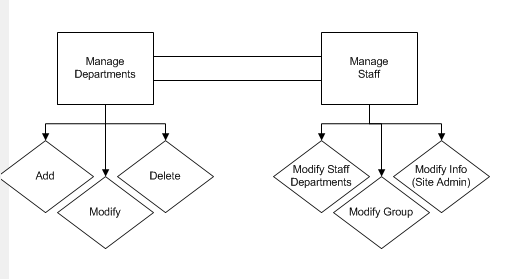 Manage
Departments
Manage
Staff
Add
Modify
Delete
Modify Staff
Departments
Modify Group
Modify Info
(Site Admin)